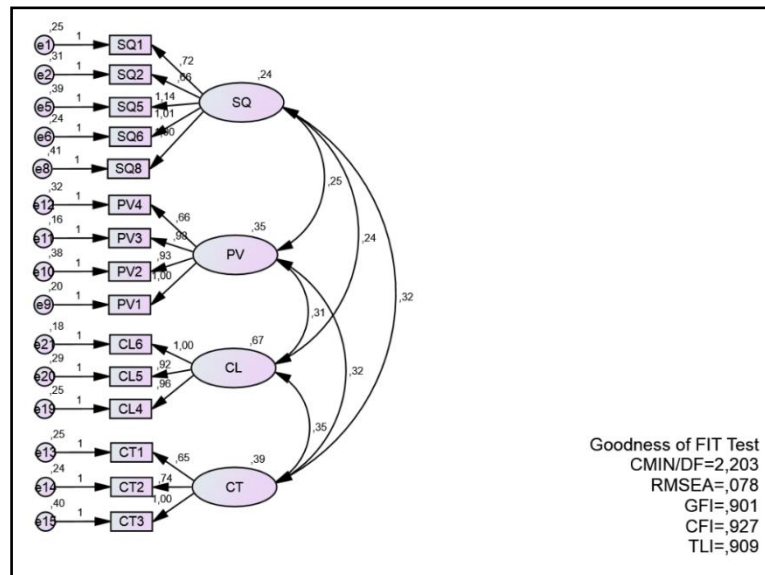 ,25
e1 1 SQ1
,31
e2 1 SQ2
,39
e5 1 SQ5
,24
e6 1 SQ6
,41
e8 1 SQ8
,72
,66
1,14
1,01
SQ
,24
,32
e12 1 PV4
,16
e11 1 PV3
,38
e10 1 PV2
,20
e9 1 PV1
,66
,98
,93
1,00
PV
,35
,18
e21 1 CL6
,29
e20 1 CL5
,25
e19 1 CL4
1,00
,92
,96
CL
,67
,25
e13 1 CT1
,24
e14 1 CT2
,40
e15 1 CT3
,65
,74
1,00
CT
,39
,25
,24
,32
,31
,32
,35
Goodness of FIT Test
CMIN/DF=2,203
RMSEA=,078
GFI=,901
CFI=,927
TLI=,909